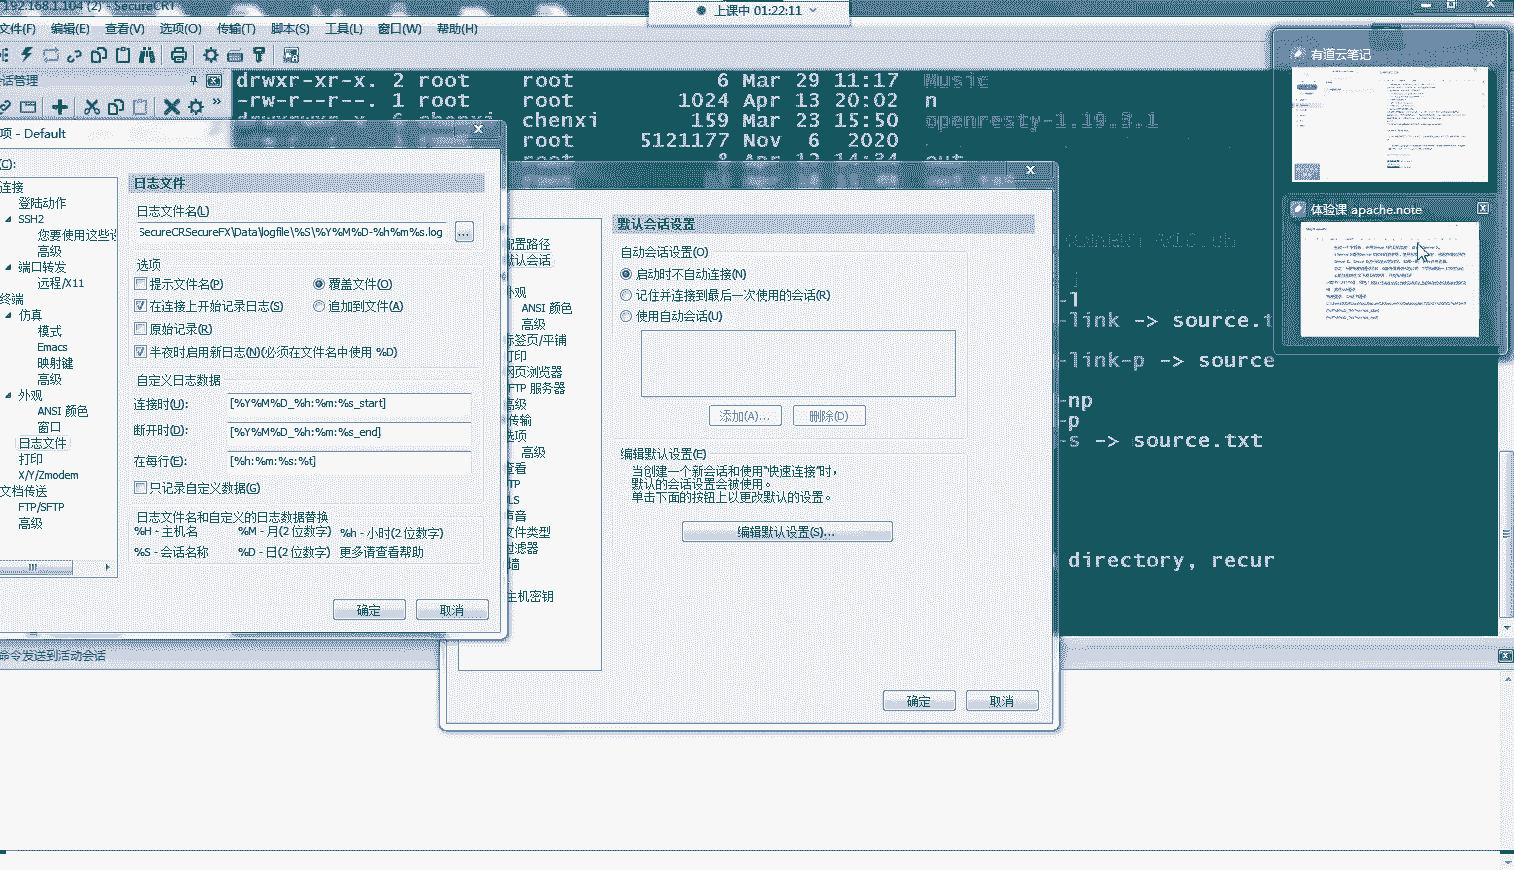 192.168.1.104 (2) - SecureCRT
上课中 01:22:11
文件(F) 编辑(E) 查看(V) 选项(O) 传输(T) 脚本(S) 工具(L) 窗口(W) 帮助(H)
会话管理
drwxr-xr-x. 2 root root 6 Mar 29 11:17 Music
-rw-r--r--. 1 root root 1024 Apr 13 20:02 n
chenxi 159 Mar 23 15:50 openresty-1.19.3.1
root 5121177 Nov 6 2020
root 8 Apr 12 14:34 out
-l
-link -> source.t
-link-p -> source
-np
-p
-s -> source.txt
directory, recur
项 - Default
(C):
连接
登陆动作
SSH2
您要使用这些设
高级
端口转发
远程/X11
终端
仿真
模式
Emacs
映射键
高级
外观
ANSI 颜色
窗口
日志文件
打印
X/Y/Zmodem
文档传送
FTP/SFTP
高级
日志文件
日志文件名(L)
SecureCRSecureFX\Data\logfile\%S\%Y%M%D-%h%m%s.log
...
选项
提示文件名(P)
覆盖文件(O)
在连接上开始记录日志(S)
追加到文件(A)
原始记录(R)
半夜时启用新日志(N)(必须在文件名中使用 %D)
自定义日志数据
连接时(U): [%Y%M%D_%h:%m:%s_start]
断开时(D): [%Y%M%D_%h:%m:%s_end]
在每行(E): [%h:%m:%s:%t]
只记录自定义数据(G)
日志文件名和自定义的日志数据替换
%H - 主机名 %M - 月(2 位数字) %h - 小时(2 位数字)
%S - 会话名称 %D - 日(2 位数字) 更多请查看帮助
确定 取消
配置路径
默认会话
外观
ANSI 颜色
高级
标签页/平铺
打印
网页浏览器
FTP 服务器
高级
传输
选项
高级
查看
TP
LS
声音
文件类型
过滤器
墙
主机密钥
默认会话设置
自动会话设置(O)
启动时不自动连接(N)
记住并连接到最后一次使用的会话(R)
使用自动会话(U)
添加(A)... 删除(D)
编辑默认设置(E)
当创建一个新会话和使用"快速连接"时,
默认的会话设置会被使用。
单击下面的按钮上以更改默认的设置。
编辑默认设置(S)...
确定 取消
有道云笔记
体验课 apache.note
命令发送到活动会话